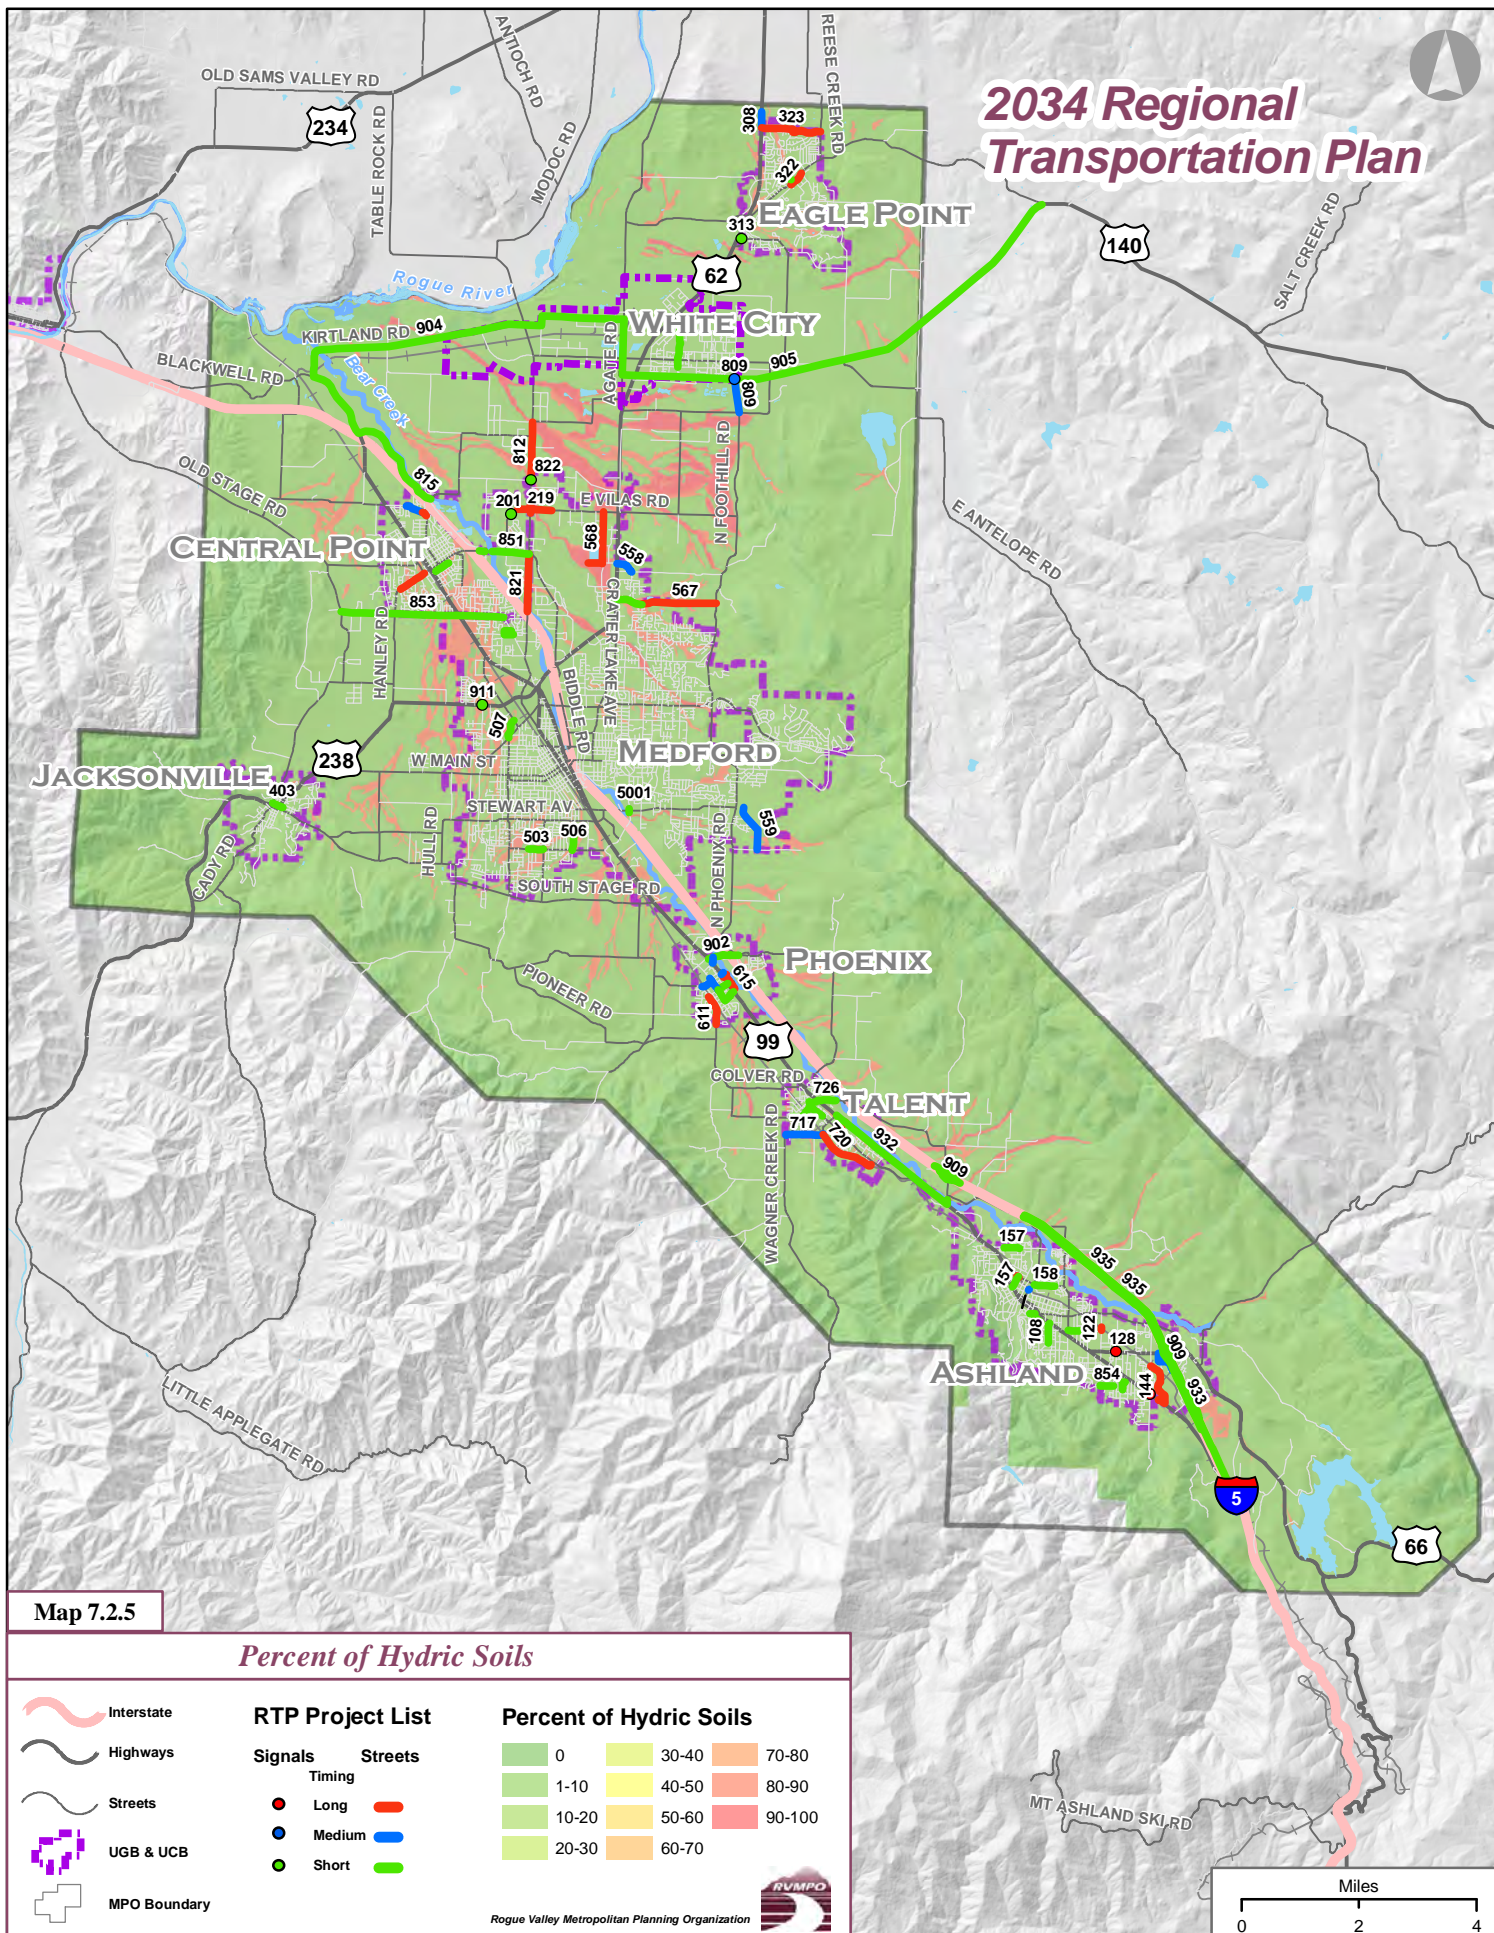 2034 Regional
Transportation Plan
OLD SAMS VALLEY RD
ANTIOCH RD
REESE CREEK RD
234
TABLE ROCK RD
MODOC RD
308
323
322
EAGLE POINT
313
62
140
SALT CREEK RD
Rogue River
KIRTLAND RD
904
WHITE CITY
BLACKWELL RD
Bear Creek
AGATE RD
809
905
608
OLD STAGE RD
812
822
815
201
219
E VILAS RD
N FOOTHILL RD
E ANTELOPE RD
CENTRAL POINT
851
568
558
821
853
567
HANLEY RD
CRATER LAKE AVE
BIDDLE RD
911
507
238
W MAIN ST
MEDFORD
JACKSONVILLE
403
STEWART AV
5001
559
503
506
HULL RD
CADY RD
N PHOENIX RD
SOUTH STAGE RD
902
PHOENIX
615
PIONEER RD
611
99
COLVER RD
726
TALENT
717
720
932
WAGNER CREEK RD
909
157
935
935
157
158
108
122
128
909
ASHLAND
854
144
933
LITTLE APPLEGATE RD
5
66
MT ASHLAND SKI RD
Map 7.2.5
Percent of Hydric Soils
Interstate
Highways
Streets
UGB & UCB
MPO Boundary
RTP Project List
Signals Streets
Timing
Long
Medium
Short
Percent of Hydric Soils
0 30-40 70-80
1-10 40-50 80-90
10-20 50-60 90-100
20-30 60-70
RVMPO
Rogue Valley Metropolitan Planning Organization
Miles
0 2 4